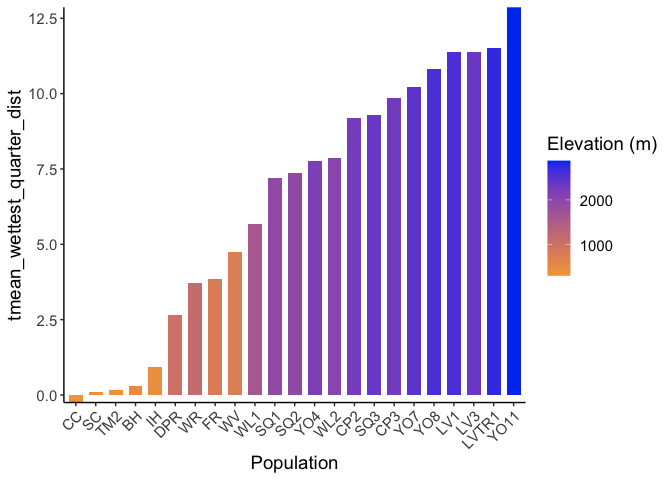 12.5
10.0
7.5
5.0
2.5
0.0
tmean_wettest_quarter_dist
CC SC TM2 BH IH DPR WR FR WV WL1 SQ1 SQ2 YO4 WL2 CP2 SQ3 CP3 YO7 YO8 LV1 LV3 LVTR1 YO11
Population
Elevation (m)
2000
1000